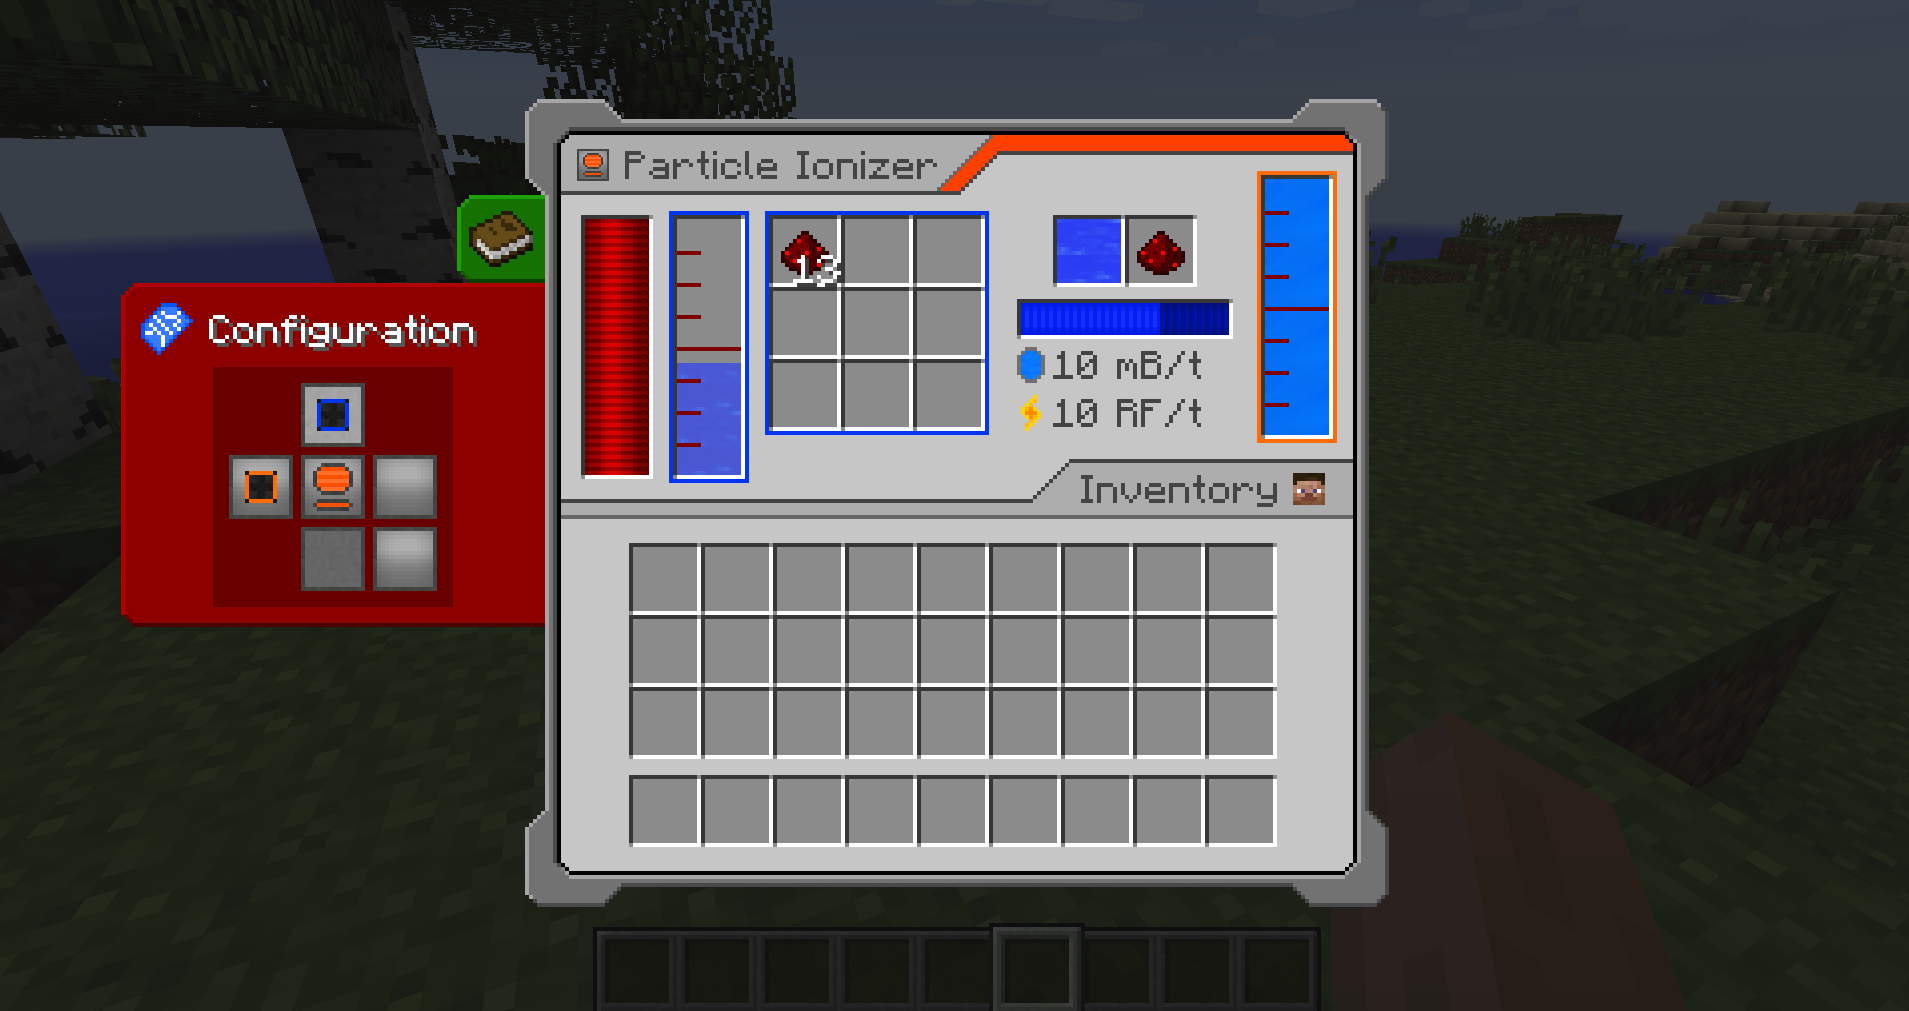 Particle Ionizer
Configuration
13
10 mB/t
10 RF/t
Inventory